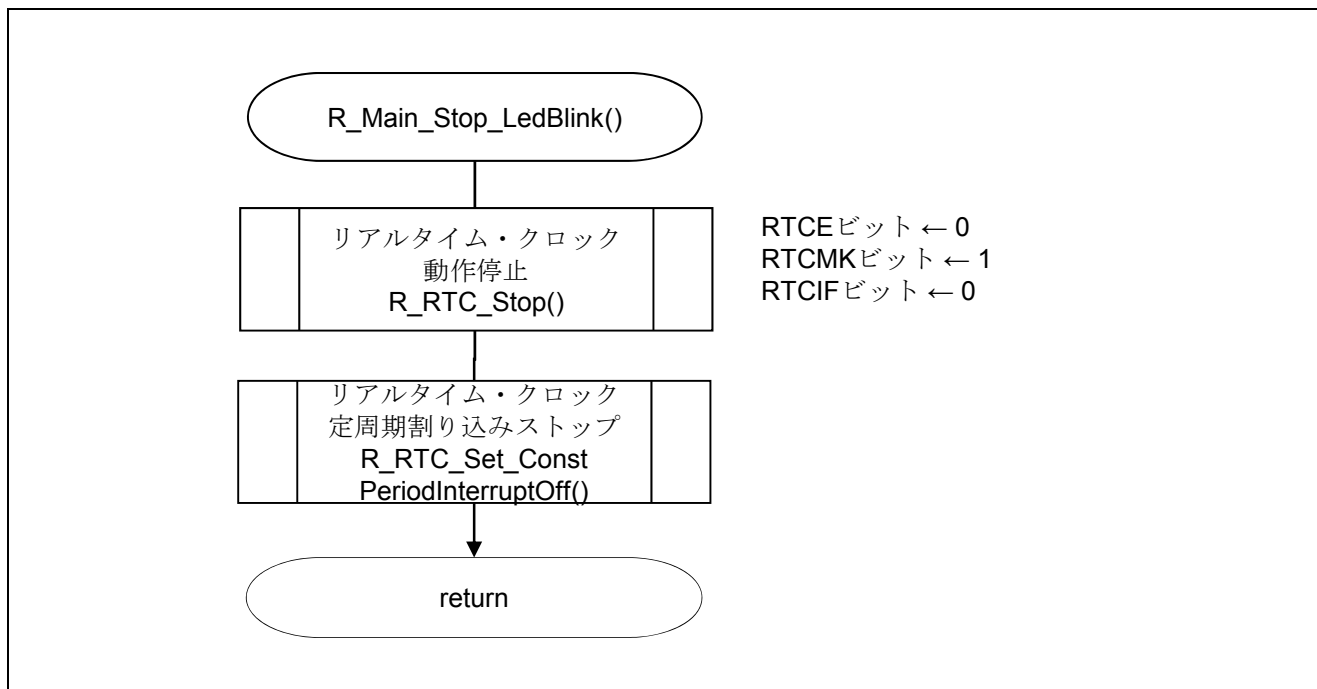 R_Main_Stop_LedBlink()
リアルタイム・クロック
動作停止
R_RTC_Stop()
RTCEビット ← 0
RTCMKビット ← 1
RTCIFビット ← 0
リアルタイム・クロック
定周期割り込みストップ
R_RTC_Set_Const
PeriodInterruptOff()
return